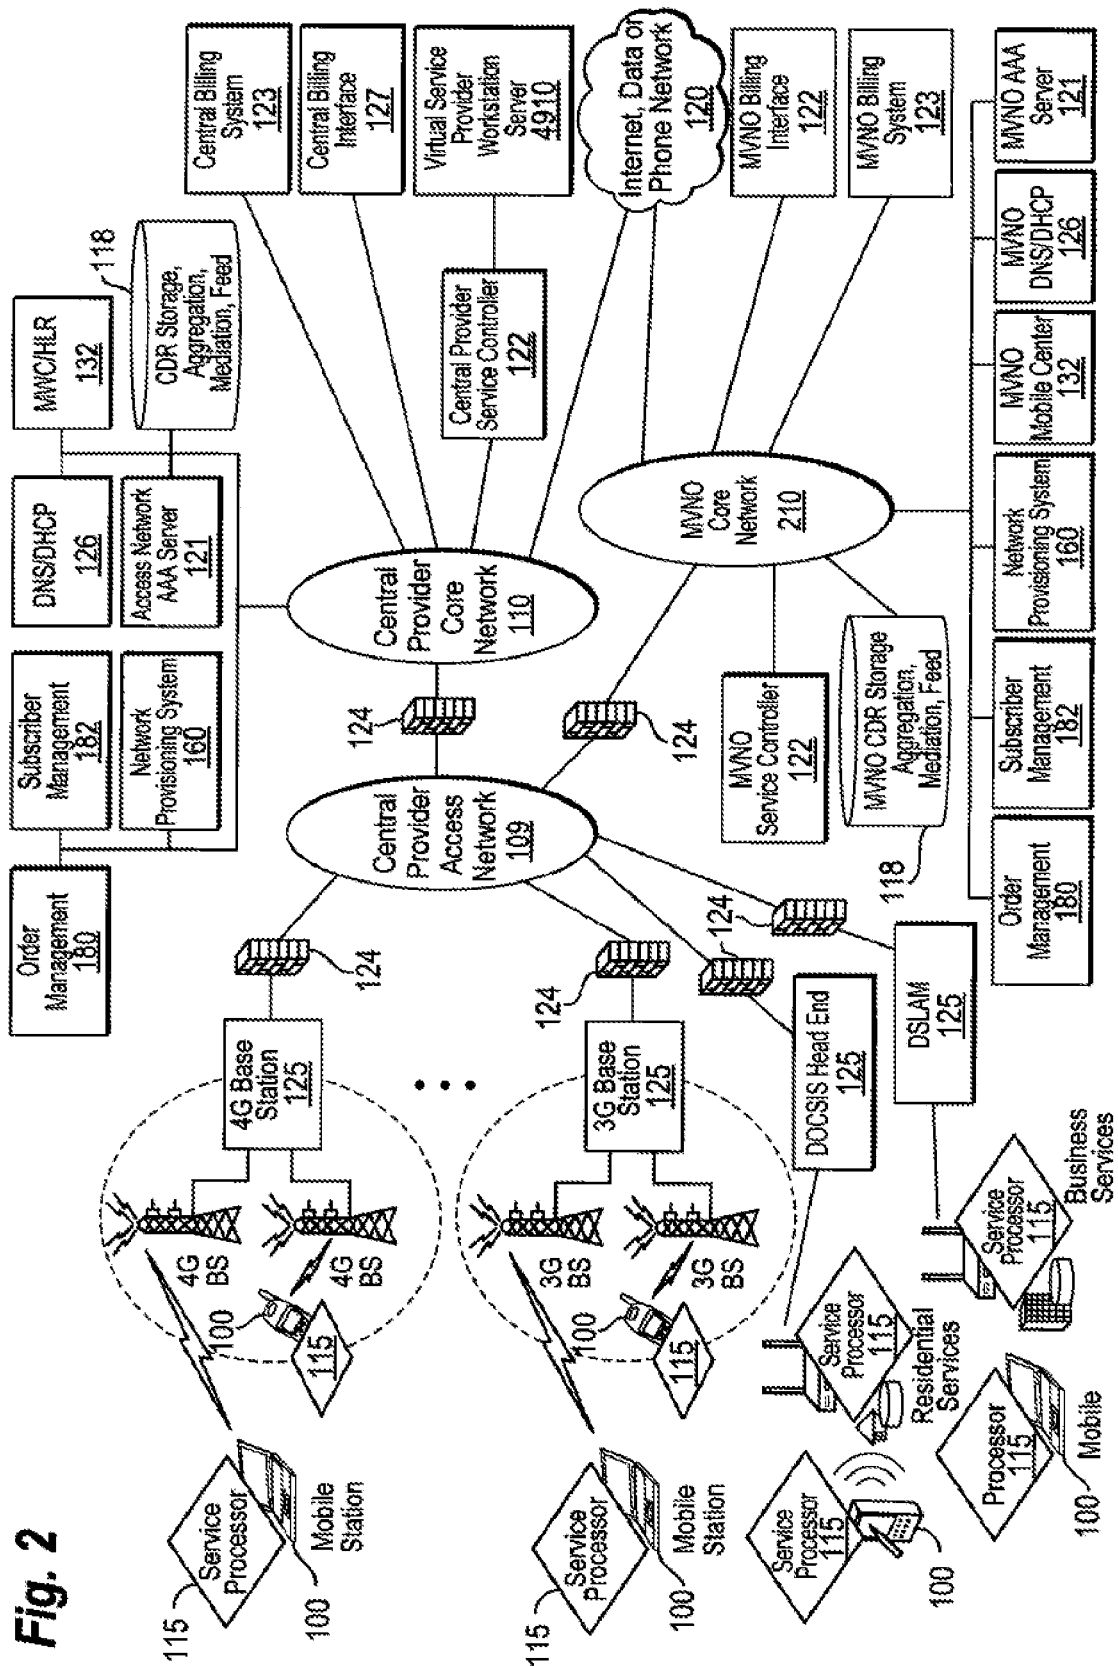 Fig. 2
Order
Management
180
Subscriber
Management
182
DNS/DHCP
126
MWC/HLR
132
Network
Provisioning System
160
Access Network
AAA Server
121
CDR Storage,
Aggregation,
Mediation, Feed
118
Central Billing
System
123
Central Billing
Interface
127
Virtual Service
Provider
Workstation
Server
4910
Central Provider
Service Controller
122
Internet, Data or
Phone Network
120
MVNO Billing
Interface
122
MVNO Billing
System
123
Central
Provider
Core
Network
110
124
Central
Provider
Access
Network
109
124
MVNO
Core
Network
210
MVNO
Service Controller
122
MVNO CDR Storage
Aggregation,
Mediation, Feed
118
MVNO AAA
Server
121
MVNO
DNS/DHCP
126
MVNO
Mobile Center
132
Network
Provisioning System
160
Subscriber
Management
182
Order
Management
180
124
124
124
124
4G Base
Station
125
4G
BS
4G
BS
100
115
Service
Processor
115
100
Mobile
Station
3G Base
Station
125
3G
BS
3G
BS
100
115
Service
Processor
115
100
Mobile
Station
DOCSIS Head End
125
DSLAM
125
Service
Processor
115
Residential
Services
Service
Processor
115
Business
Services
Service
Processor
115
100
Processor
115
100
Mobile